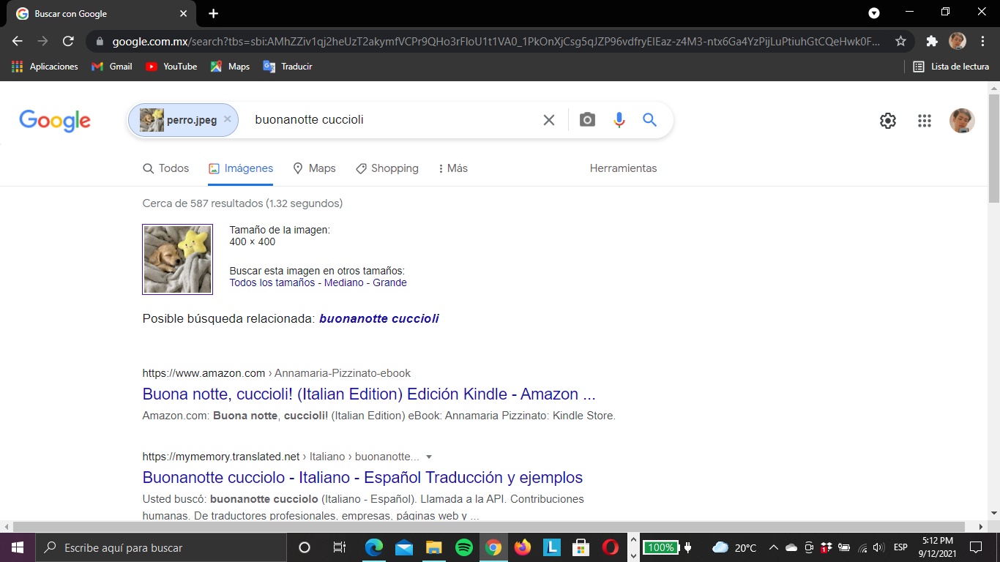 Buscar con Google
google.com.mx/search?tbs=sbi:AMhZZiv1qj2heUzT2akymfVCPr9QHo3rFIoU1t1VA0_1PkOnXjCsg5qJZP96vdfryEIEaz-z4M3-ntx6Ga4YzPijLuPtiuhGtCQeHwk0F...
Aplicaciones Gmail YouTube Maps Traducir Lista de lectura
Google perro.jpeg buonanotte cuccioli
Todos Imágenes Maps Shopping Más Herramientas
Cerca de 587 resultados (1.32 segundos)
Tamaño de la imagen:
400 × 400
Buscar esta imagen en otros tamaños:
Todos los tamaños - Mediano - Grande
Posible búsqueda relacionada: buonanotte cuccioli
https://www.amazon.com › Annamaria-Pizzinato-ebook
Buona notte, cuccioli! (Italian Edition) Edición Kindle - Amazon ...
Amazon.com: Buona notte, cuccioli! (Italian Edition) eBook: Annamaria Pizzinato: Kindle Store.
https://mymemory.translated.net › Italiano › buonanotte...
Buonanotte cucciolo - Italiano - Español Traducción y ejemplos
Usted buscó: buonanotte cucciolo (Italiano - Español). Llamada a la API. Contribuciones
humanas. De traductores profesionales, empresas, páginas web y ...
Escribe aquí para buscar L 100% 20°C 1 ESP 5:12 PM
9/12/2021